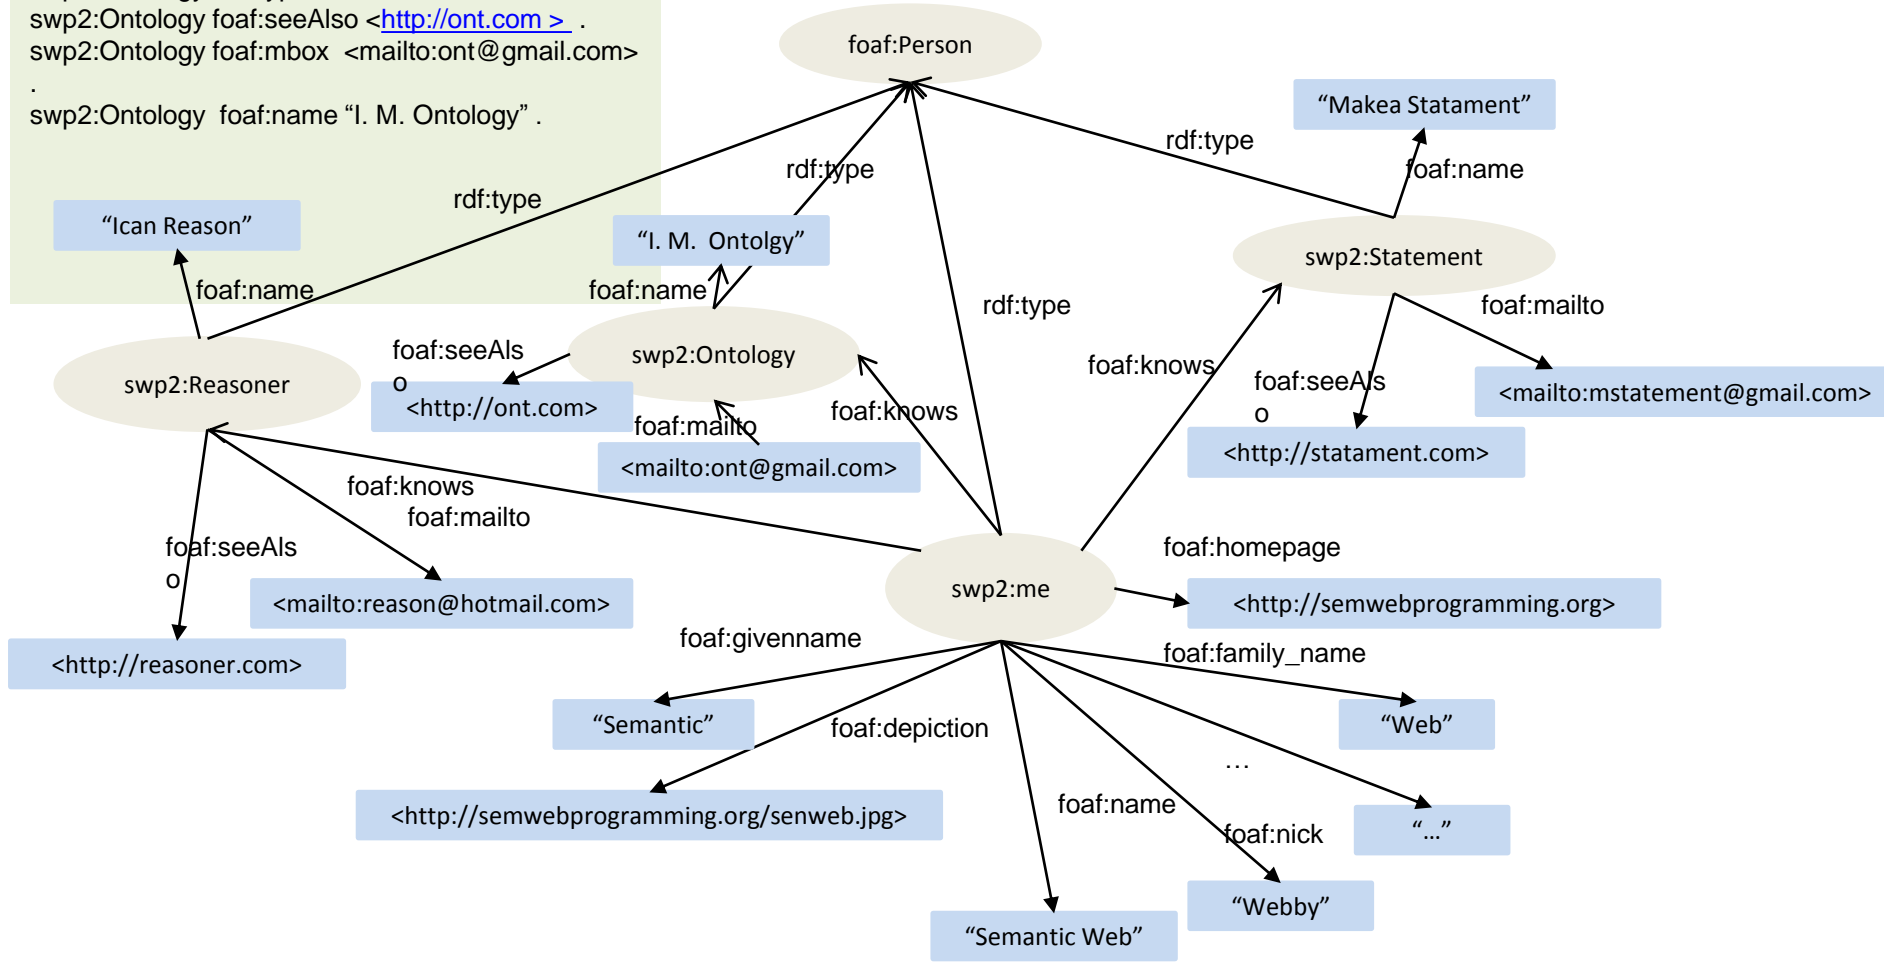 swp2:Ontology foaf:seeAlso <http://ont.com > .
swp2:Ontology foaf:mbox <mailto:ont@gmail.com>
.
swp2:Ontology foaf:name “I. M. Ontology” .
foaf:Person
“Makea Statament”
rdf:type
foaf:name
rdf:type
rdf:type
“Ican Reason”
“I. M. Ontolgy”
swp2:Statement
foaf:name
foaf:name
rdf:type
foaf:mailto
foaf:seeAls
o
swp2:Ontology
foaf:knows
swp2:Reasoner
foaf:seeAls
o
<mailto:mstatement@gmail.com>
<http://ont.com>
foaf:mailto
foaf:knows
<mailto:ont@gmail.com>
<http://statament.com>
foaf:knows
foaf:mailto
foaf:seeAls
o
foaf:homepage
swp2:me
<mailto:reason@hotmail.com>
<http://semwebprogramming.org>
foaf:givenname
foaf:family_name
<http://reasoner.com>
“Semantic”
foaf:depiction
“Web”
…
<http://semwebprogramming.org/senweb.jpg>
foaf:name
foaf:nick
“…”
“Webby”
“Semantic Web”